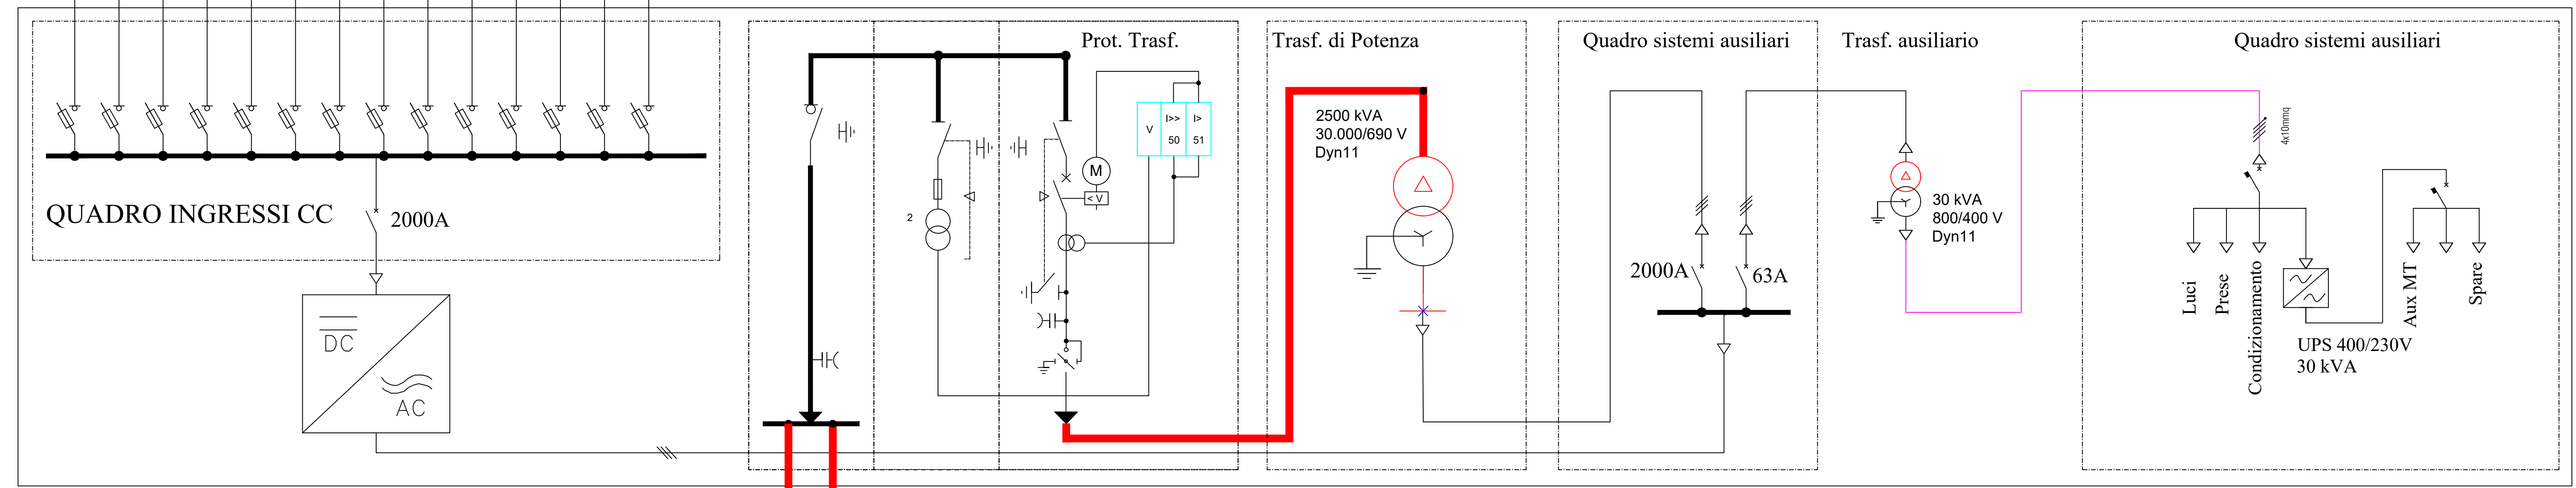 QUADRO INGRESSI CC
2000A
DC
AC
Prot. Trasf.
2
M
< V
V
I>>
50
I>
51
Trasf. di Potenza
2500 kVA
30.000/690 V
Dyn11
Quadro sistemi ausiliari
2000A
63A
Trasf. ausiliario
30 kVA
800/400 V
Dyn11
Quadro sistemi ausiliari
4x10mmq
Luci
Prese
Condizionamento
UPS 400/230V
30 kVA
Aux MT
Spare